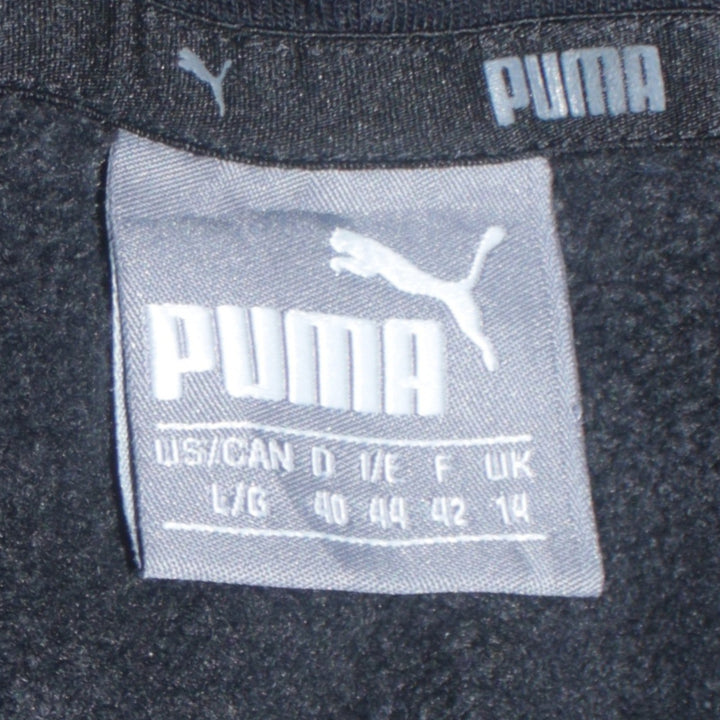 PUMA
PUMA
US/CAN D I/E F UK
L/G 40 44 42 14